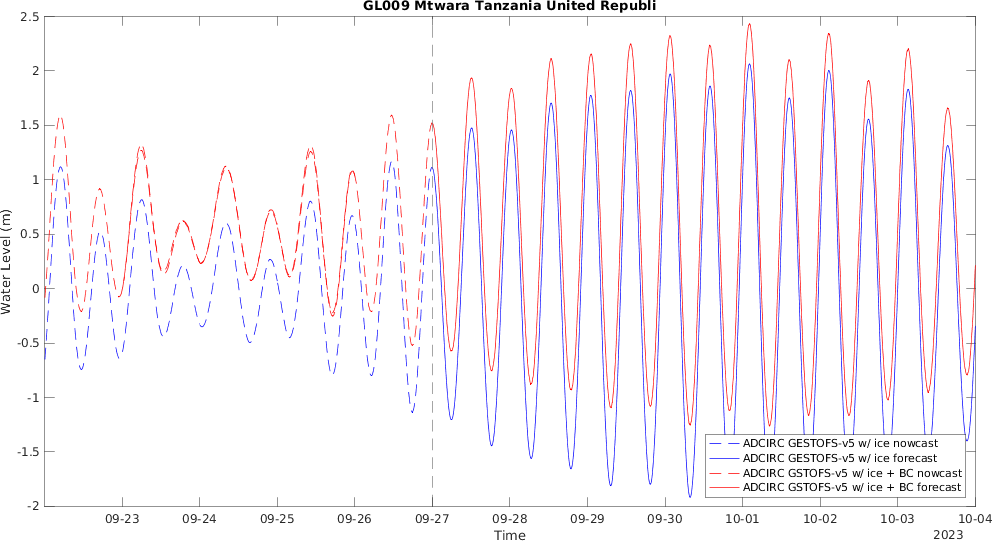 GL009 Mtwara Tanzania United Republi
2.5
2
1.5
1
0.5
0
-0.5
-1
-1.5
-2
Water Level (m)
ADCIRC GESTOFS-v5 w/ ice nowcast
ADCIRC GESTOFS-v5 w/ ice forecast
ADCIRC GSTOFS-v5 w/ ice + BC nowcast
ADCIRC GSTOFS-v5 w/ ice + BC forecast
09-23 09-24 09-25 09-26 09-27 09-28 09-29 09-30 10-01 10-02 10-03 10-04
Time
2023